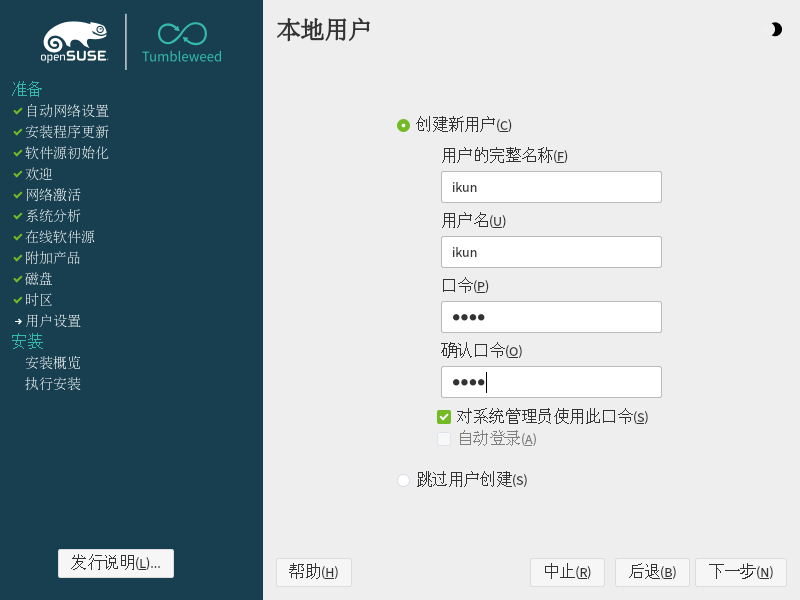 openSUSE
Tumbleweed
准备
自动网络设置
安装程序更新
软件源初始化
欢迎
网络激活
系统分析
在线软件源
附加产品
磁盘
时区
用户设置
安装
安装概览
执行安装
发行说明(L)...
本地用户
创建新用户(C)
用户的完整名称(F)
ikun
用户名(U)
ikun
口令(P)
●●●●
确认口令(O)
●●●●
对系统管理员使用此口令(S)
自动登录(A)
跳过用户创建(S)
帮助(H)
中止(R)
后退(B)
下一步(N)